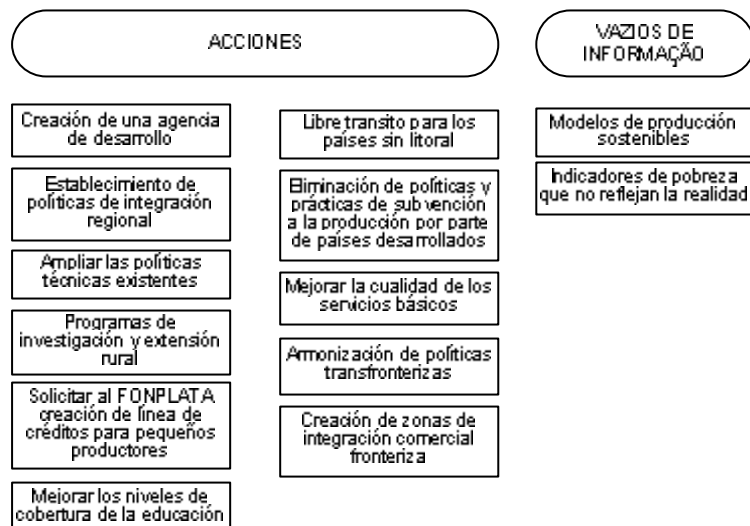 ACCIONES
VAZIOS DE
INFORMAÇÃO
Creación de una agencia
de desarrollo
Establecimiento de
políticas de integración
regional
Ampliar las políticas
técnicas existentes
Programas de
investigación y extensión
rural
Solicitar al FONPLATA
creación de línea de
créditos para pequeños
productores
Mejorar los niveles de
cobertura de la educación
Libre transito para los
países sin litoral
Eliminación de políticas y
prácticas de subvención
a la producción por parte
de países desarrollados
Mejorar la cualidad de los
servicios básicos
Armonización de políticas
transfronterizas
Creación de zonas de
integración comercial
fronteriza
Modelos de producción
sostenibles
Indicadores de pobreza
que no reflejan la realidad